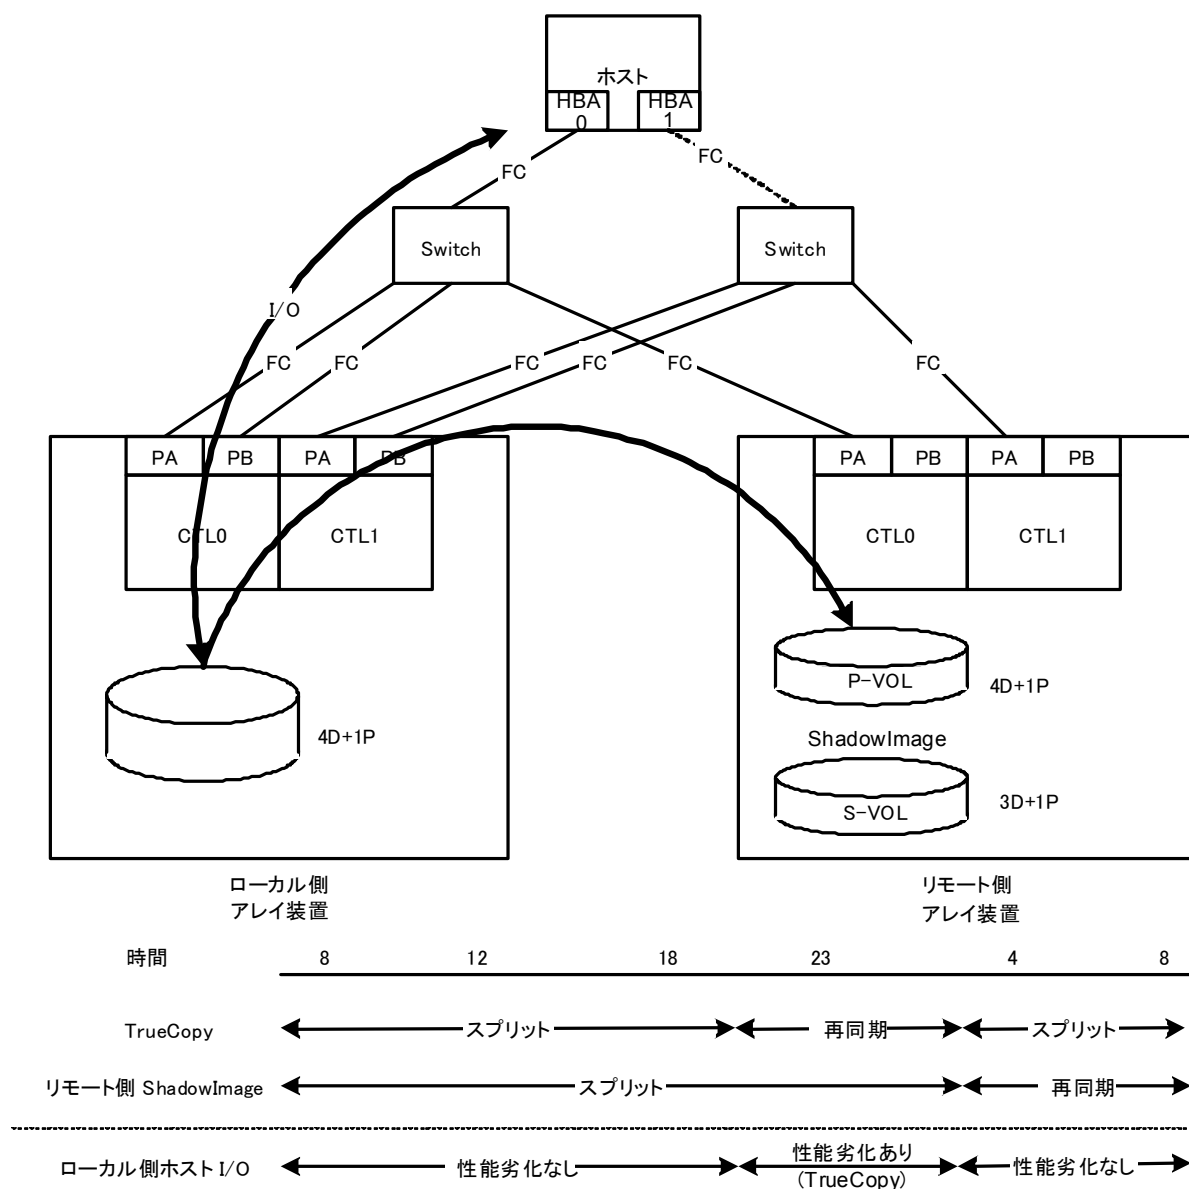 ホスト
HBA
0
HBA
1
FC
FC
Switch
Switch
I/O
FC
FC
FC
FC
FC
FC
PA
PB
PA
PB
PA
PB
PA
PB
CTL0
CTL1
CTL0
CTL1
P-VOL
4D+1P
4D+1P
ShadowImage
S-VOL
3D+1P
ローカル側
アレイ装置
リモート側
アレイ装置
時間 8 12 18 23 4 8
TrueCopy スプリット 再同期 スプリット
リモート側 ShadowImage スプリット 再同期
ローカル側ホスト I/O 性能劣化なし 性能劣化あり (TrueCopy) 性能劣化なし